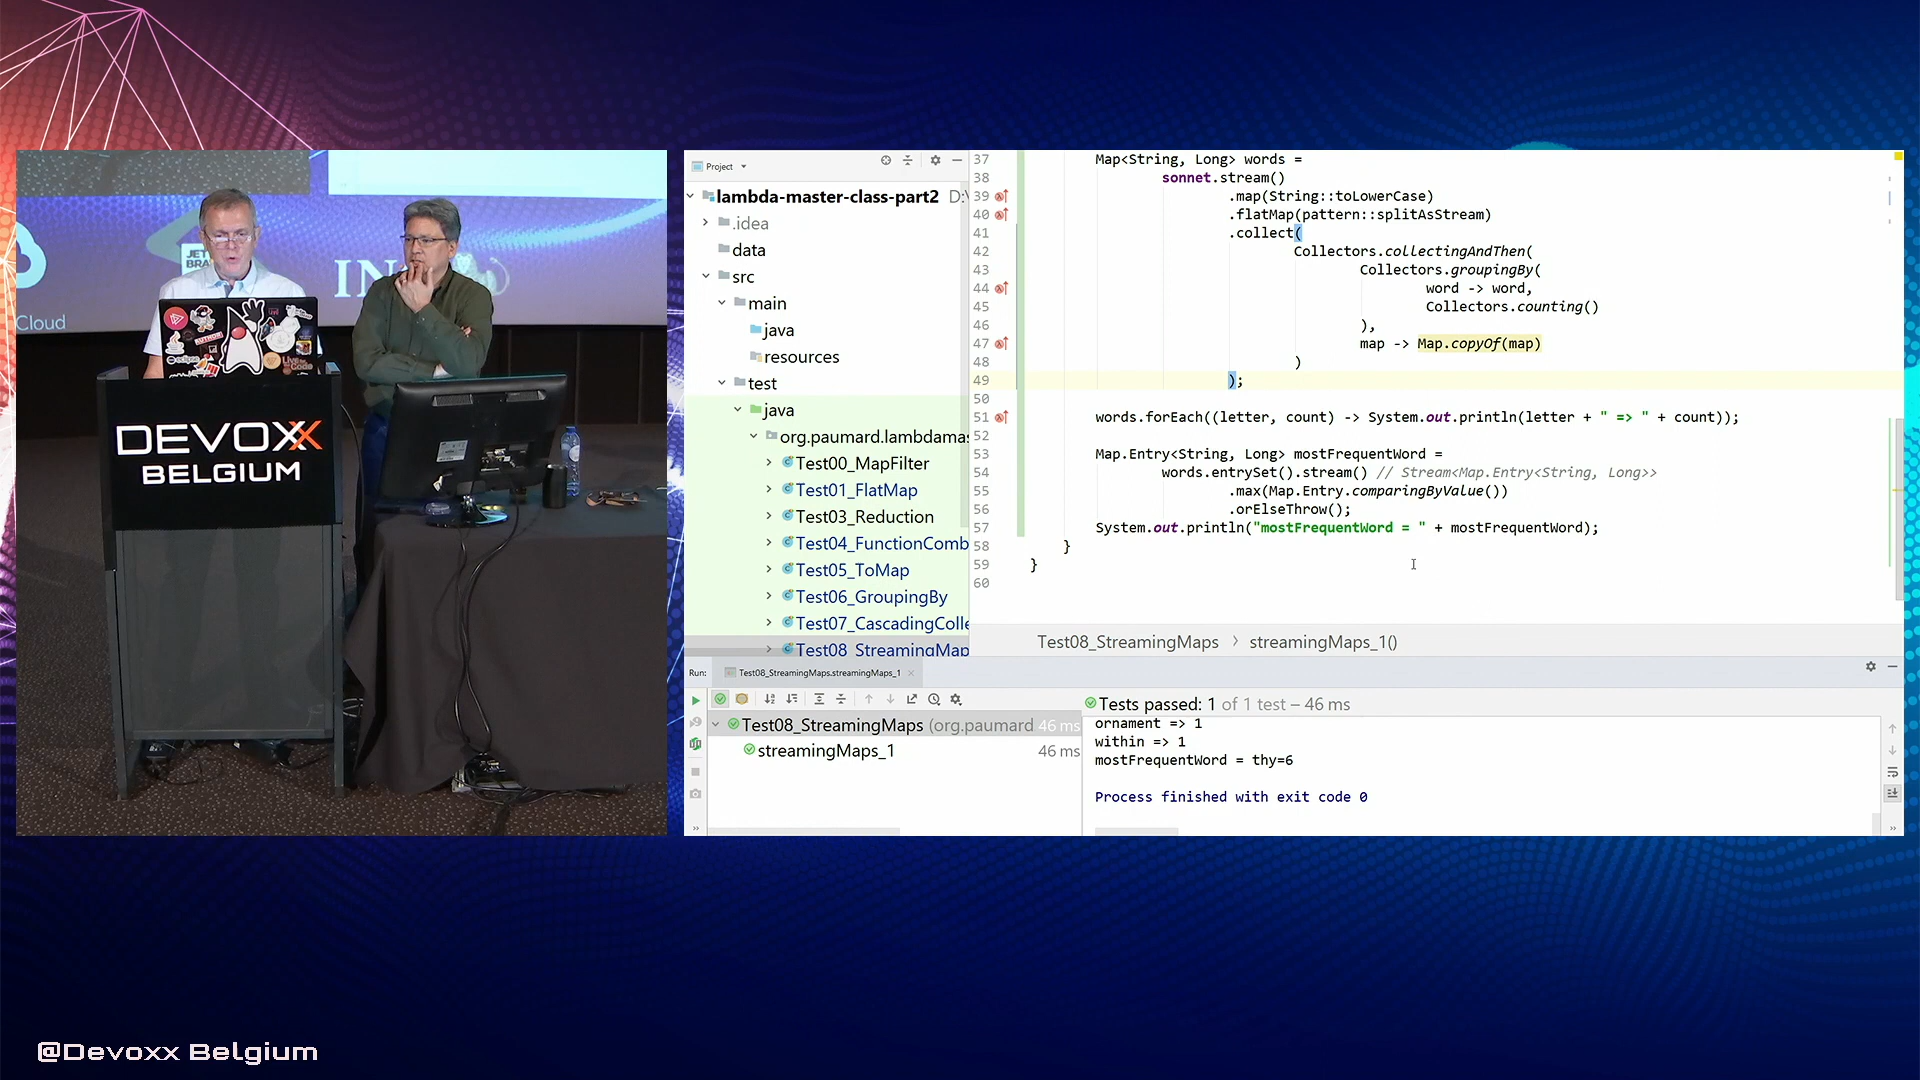 Cloud
JET
BRA
IN
DEVOXX
BELGIUM
Project
lambda-master-class-part2 D:\
.idea
data
src
main
java
resources
test
java
org.paumard.lambdamas
Test00_MapFilter
Test01_FlatMap
Test03_Reduction
Test04_FunctionComb
Test05_ToMap
Test06_GroupingBy
Test07_CascadingColle
Test08_StreamingMap
37 Map<String, Long> words =
38 sonnet.stream()
39 .map(String::toLowerCase)
40 .flatMap(pattern::splitAsStream)
41 .collect(
42 Collectors.collectingAndThen(
43 Collectors.groupingBy(
44 word -> word,
45 Collectors.counting()
46 ),
47 map -> Map.copyOf(map)
48 )
49 );
50
51 words.forEach((letter, count) -> System.out.println(letter + " => " + count));
52
53 Map.Entry<String, Long> mostFrequentWord =
54 words.entrySet().stream() // Stream<Map.Entry<String, Long>>
55 .max(Map.Entry.comparingByValue())
56 .orElseThrow();
57 System.out.println("mostFrequentWord = " + mostFrequentWord);
58 }
59 }
60
Test08_StreamingMaps > streamingMaps_1()
Run: Test08_StreamingMaps.streamingMaps_1 ×
Tests passed: 1 of 1 test – 46 ms
Test08_StreamingMaps (org.paumard 46 ms
streamingMaps_1 46 ms
ornament => 1
within => 1
mostFrequentWord = thy=6
Process finished with exit code 0
@Devoxx Belgium